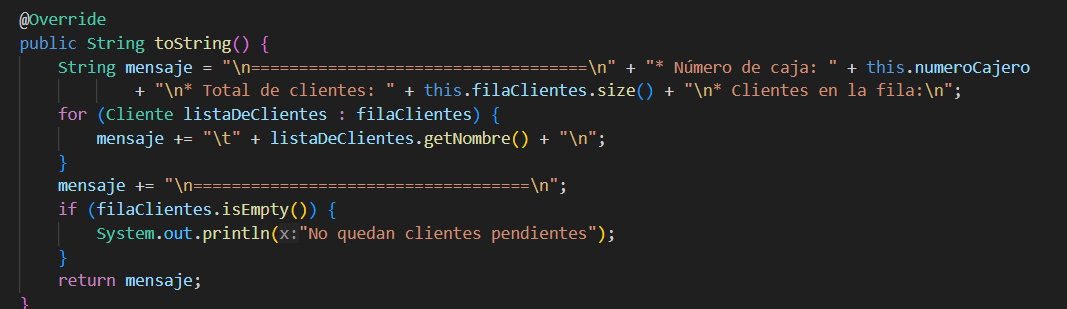 @Override
public String toString() {
    String mensaje = "\n===================================\n" + "* Número de caja: " + this.numeroCajero
            + "\n* Total de clientes: " + this.filaClientes.size() + "\n* Clientes en la fila:\n";
    for (Cliente listaDeClientes : filaClientes) {
        mensaje += "\t" + listaDeClientes.getNombre() + "\n";
    }
    mensaje += "\n===================================\n";
    if (filaClientes.isEmpty()) {
        System.out.println(x:"No quedan clientes pendientes");
    }
    return mensaje;
}